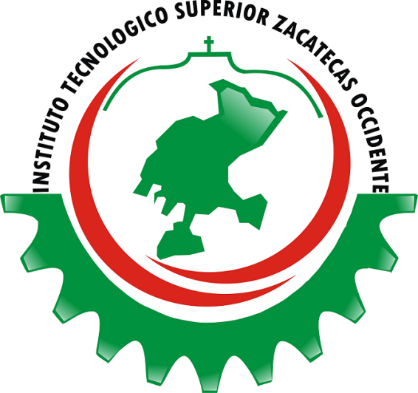 INSTITUTO TECNOLOGICO SUPERIOR ZACATECAS OCCIDENTE